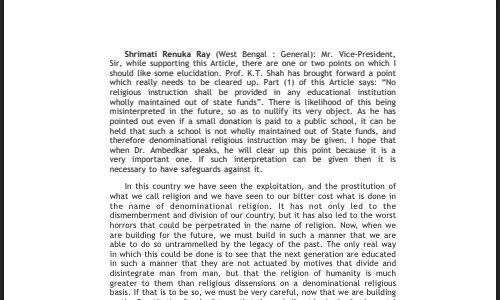 Shrimati Renuka Ray (West Bengal : General): Mr. Vice-President,
Sir, while supporting this Article, there are one or two points on which I
should like some elucidation. Prof. K.T. Shah has brought forward a point
which really needs to be cleared up. Part (1) of this Article says: “No
religious instruction shall be provided in any educational institution
wholly maintained out of state funds”. There is likelihood of this being
misinterpreted in the future, so as to nullify its very object. As he has
pointed out even if a small donation is paid to a public school, it can be
held that such a school is not wholly maintained out of State funds, and
therefore denominational religious instruction may be given. I hope that
when Dr. Ambedkar speaks, he will clear up this point because it is a
very important one. If such interpretation can be given then it is
necessary to have safeguards against it.
In this country we have seen the exploitation, and the prostitution of
what we call religion and we have seen to our bitter cost what is done in
the name of denominational religion. It has not only led to the
dismemberment and division of our country, but it has also led to the worst
horrors that could be perpetrated in the name of religion. Now, when we
are building for the future, we must build in such a manner that we are
able to do so untrammelled by the legacy of the past. The only real way
in which this could be done is to see that the next generation are educated
in such a manner that they are not actuated by motives that divide and
disintegrate man from man, but that the religion of humanity is much
greater to them than religious dissensions on a denominational religious
basis. If that is to be so, we must be very careful, now that we are building